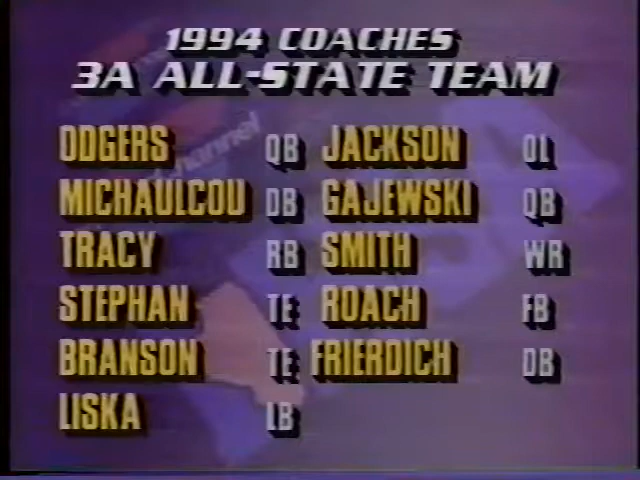 1994 COACHES
3A ALL-STATE TEAM
ODGERS QB JACKSON OL
MICHAULCOU DB GAJEWSKI QB
TRACY RB SMITH WR
STEPHAN TE ROACH FB
BRANSON TE FRIERDICH DB
LISKA LB
channel